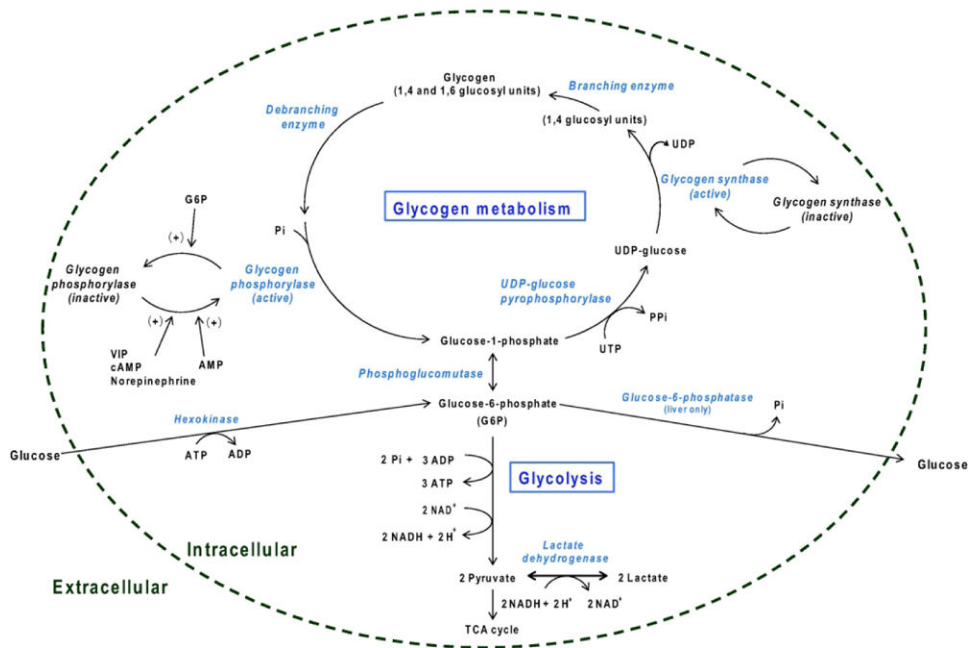 Glycogen
(1,4 and 1,6 glucosyl units)
Branching enzyme
Debranching
enzyme
(1,4 glucosyl units)
UDP
Glycogen synthase
(active)
Glycogen synthase
(inactive)
G6P
Glycogen metabolism
(+)
Pi
UDP-glucose
Glycogen
phosphorylase
(inactive)
Glycogen
phosphorylase
(active)
UDP-glucose
pyrophosphorylase
PPi
(+)
(+)
UTP
Glucose-1-phosphate
VIP
cAMP
Norepinephrine
AMP
Phosphoglucomutase
Glucose-6-phosphate
(G6P)
Glucose-6-phosphatase
(liver only)
Pi
Hexokinase
Glucose
ATP
ADP
Glucose
2 Pi + 3 ADP
3 ATP
Glycolysis
2 NAD⁺
2 NADH + 2H⁺
Intracellular
Extracellular
Lactate
dehydrogenase
2 Pyruvate
2 Lactate
2NADH + 2H⁺
2NAD⁺
TCA cycle